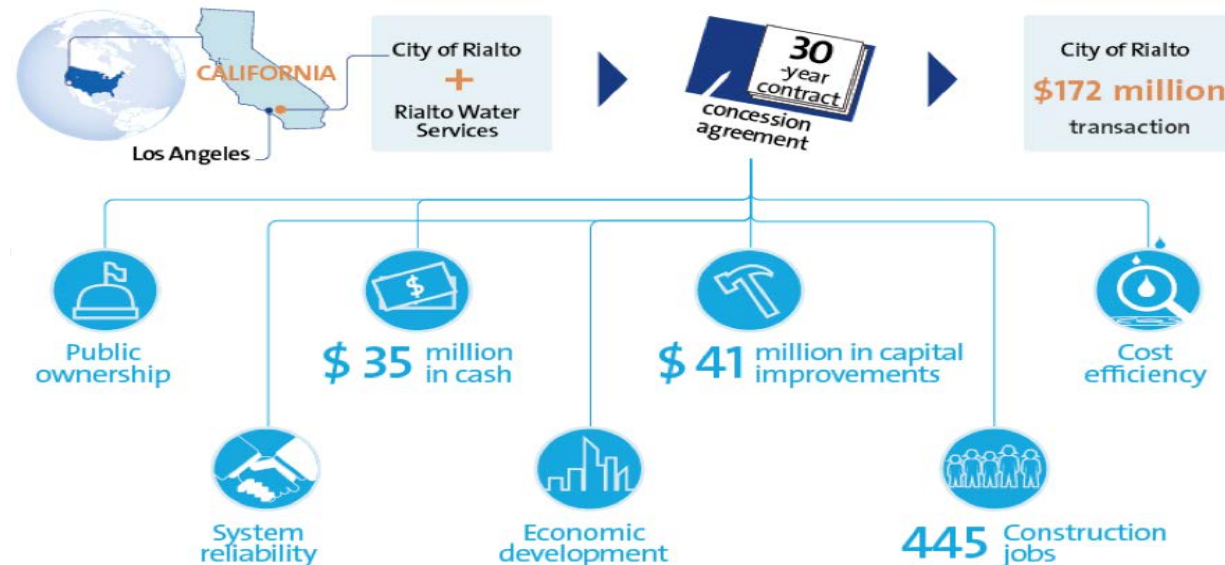 CALIFORNIA
Los Angeles
City of Rialto
+
Rialto Water
Services
30
-year
contract
concession
agreement
City of Rialto
$172 million
transaction
Public
ownership
$
$ 35 million
in cash
$ 41 million in capital
improvements
Cost
efficiency
System
reliability
Economic
development
445 Construction
jobs